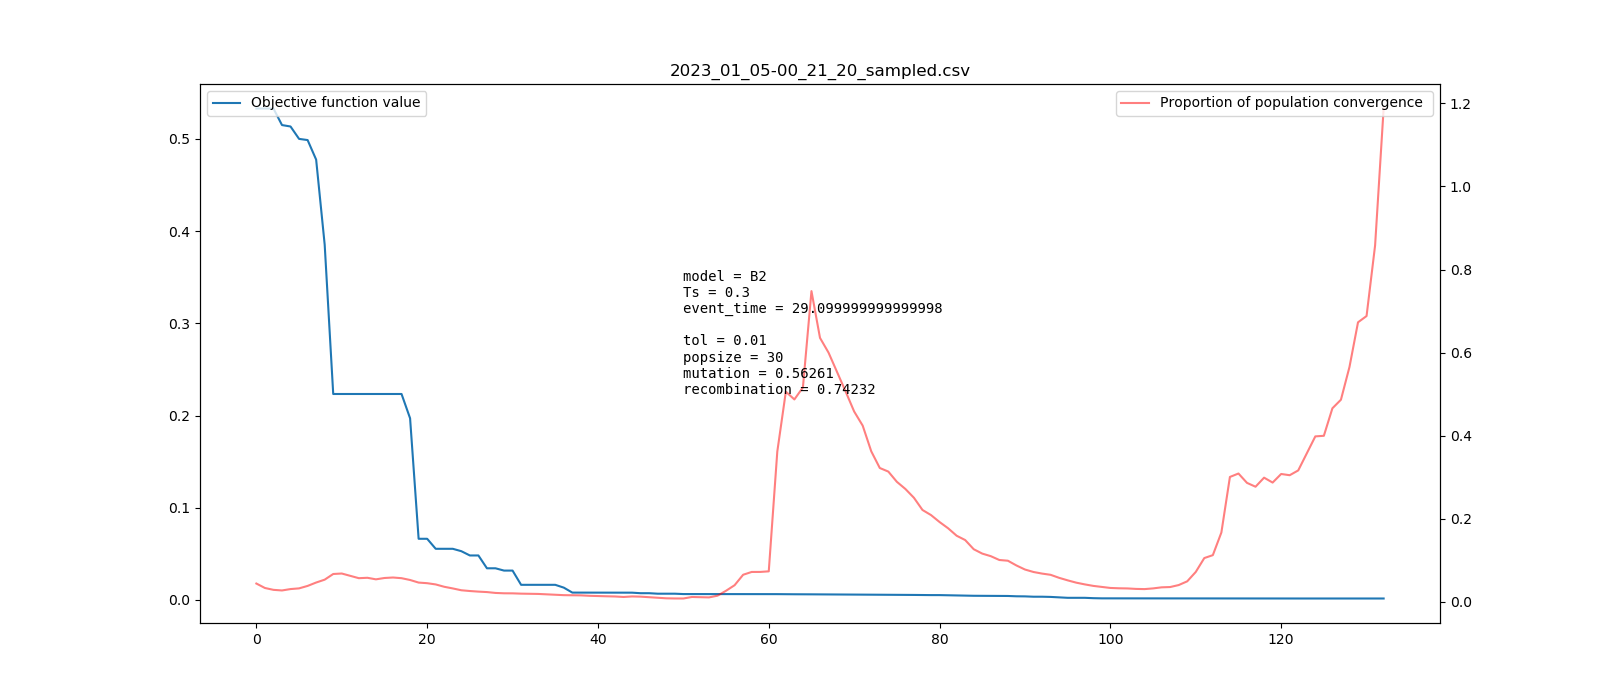 2023_01_05-00_21_20_sampled.csv
Objective function value
Proportion of population convergence
0.5
0.4
0.3
0.2
0.1
0.0
model = B2
Ts = 0.3
event_time = 29.099999999999998
tol = 0.01
popsize = 30
mutation = 0.56261
recombination = 0.74232
1.2
1.0
0.8
0.6
0.4
0.2
0.0
0 20 40 60 80 100 120